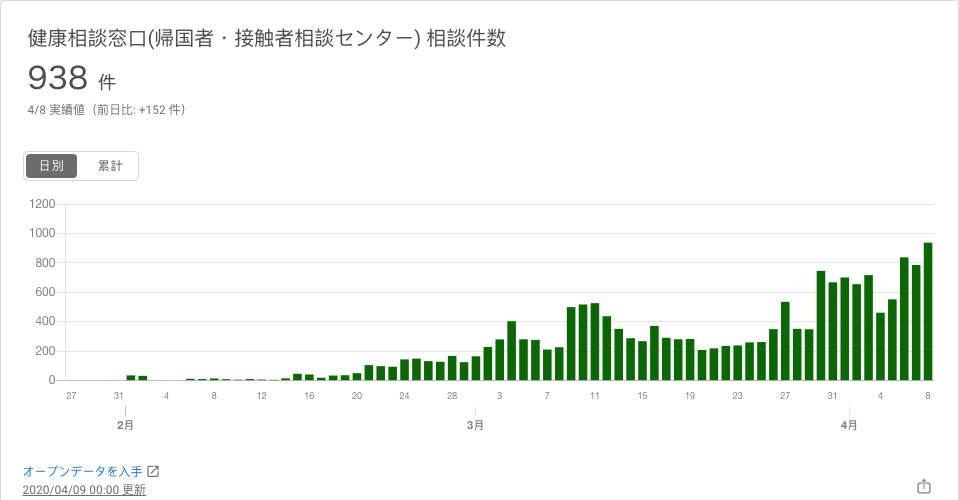 健康相談窓口(帰国者・接触者相談センター) 相談件数
938 件
4/8 実績値（前日比: +152 件）
日別 累計
1200
1000
800
600
400
200
0
27 31 4 8 12 16 20 24 28 3 7 11 15 19 23 27 31 4 8
2月 3月 4月
オープンデータを入手
2020/04/09 00:00 更新